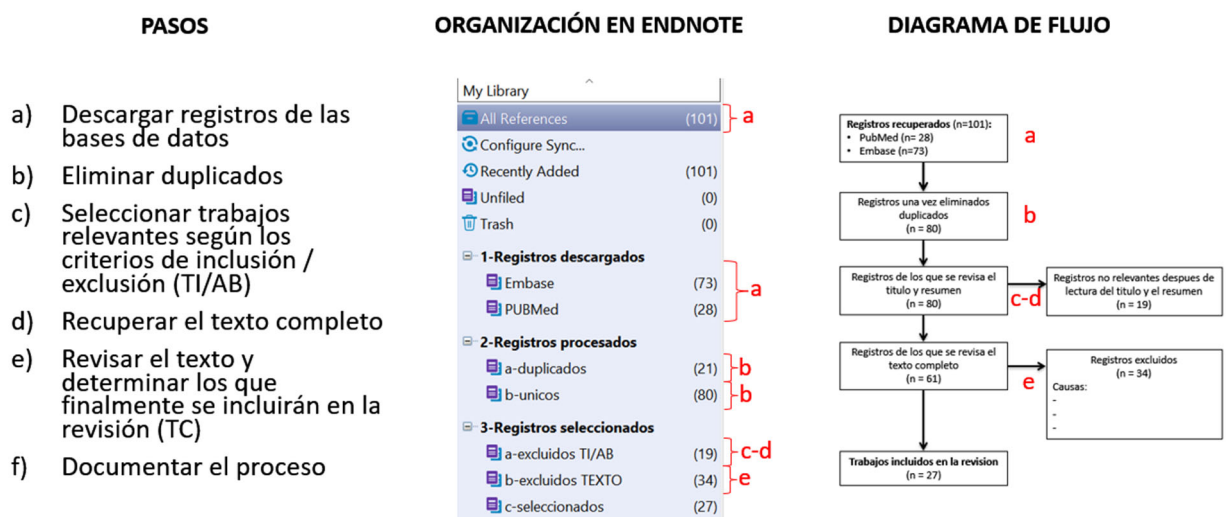 PASOS
ORGANIZACIÓN EN ENDNOTE
DIAGRAMA DE FLUJO
a) Descargar registros de las
bases de datos
b) Eliminar duplicados
c) Seleccionar trabajos
relevantes según los
criterios de inclusión /
exclusión (TI/AB)
d) Recuperar el texto completo
e) Revisar el texto y
determinar los que
finalmente se incluirán en la
revisión (TC)
f) Documentar el proceso
My Library
All References (101) a
Configure Sync...
Recently Added (101)
Unfiled (0)
Trash (0)
1-Registros descargados
Embase (73)
PUBMed (28)
a
2-Registros procesados
a-duplicados (21) b
b-unicos (80) b
3-Registros seleccionados
a-excluidos TI/AB (19) c-d
b-excluidos TEXTO (34) e
c-seleccionados (27)
Registros recuperados (n=101):
• PubMed (n= 28)
• Embase (n=73)
a
Registros una vez eliminados
duplicados
(n = 80)
b
Registros de los que se revisa el
titulo y resumen
(n = 80)
c-d
Registros no relevantes despues de
lectura del titulo y el resumen
(n = 19)
Registros de los que se revisa el
texto completo
(n = 61)
e
Registros excluidos
(n = 34)
Causas:
-
-
-
Trabajos incluidos en la revision
(n = 27)